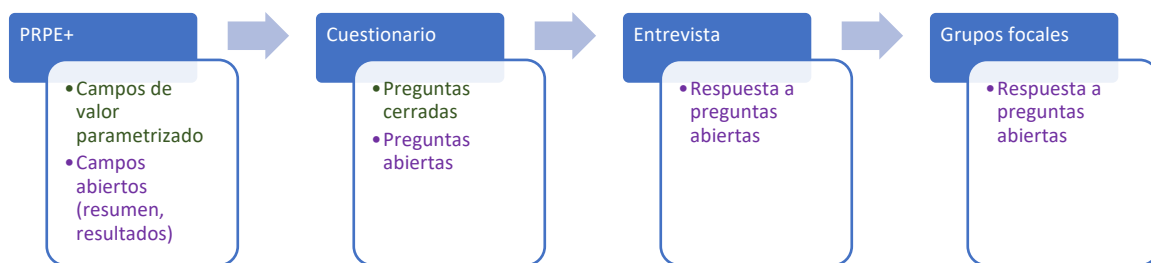 PRPE+
•Campos de
valor
parametrizado
•Campos
abiertos
(resumen,
resultados)
Cuestionario
•Preguntas
cerradas
•Preguntas
abiertas
Entrevista
•Respuesta a
preguntas
abiertas
Grupos focales
•Respuesta a
preguntas
abiertas